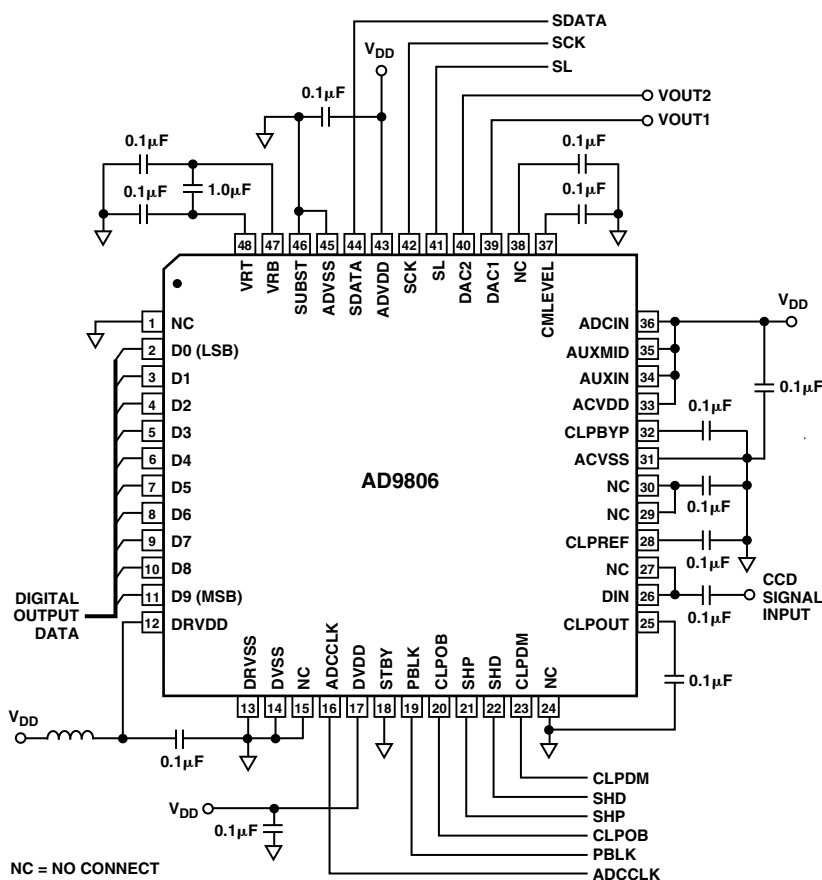 SDATA
SCK
SL
VOUT2
VOUT1
VDD
0.1μF
0.1μF
0.1μF
1.0μF
0.1μF
0.1μF
48 47 46 45 44 43 42 41 40 39 38 37
VRT VRB SUBST ADVSS SDATA ADVDD SCK SL DAC2 DAC1 NC CMLEVEL
1 NC
2 D0 (LSB)
3 D1
4 D2
5 D3
6 D4
7 D5
8 D6
9 D7
10 D8
11 D9 (MSB)
12 DRVDD
DIGITAL
OUTPUT
DATA
AD9806
ADCIN 36
AUXMID 35
AUXIN 34
ACVDD 33
CLPBYP 32
ACVSS 31
NC 30
NC 29
CLPREF 28
NC 27
DIN 26
CLPOUT 25
VDD
0.1μF
0.1μF
0.1μF
0.1μF
0.1μF
CCD
SIGNAL
INPUT
0.1μF
DRVSS DVSS NC ADCCLK DVDD STBY PBLK CLPOB SHP SHD CLPDM NC
13 14 15 16 17 18 19 20 21 22 23 24
VDD
0.1μF
VDD
0.1μF
CLPDM
SHD
SHP
CLPOB
PBLK
ADCCLK
NC = NO CONNECT